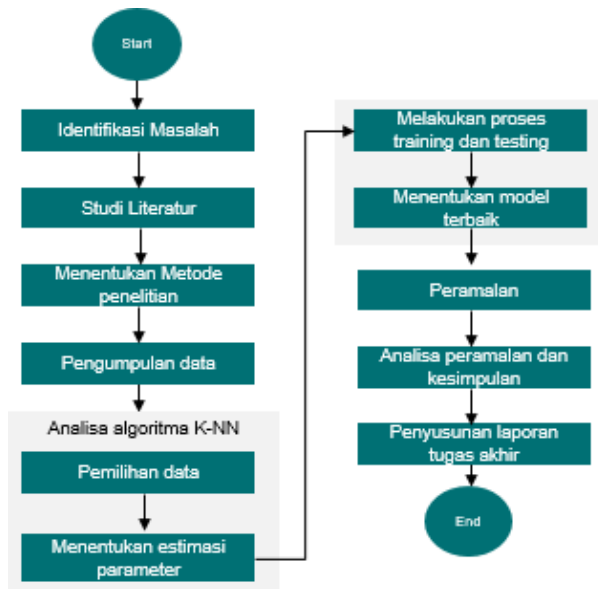 Start
Identifikasi Masalah
Studi Literatur
Menentukan Metode
penelitian
Pengumpulan data
Analisa algoritma K-NN
Pemilihan data
Menentukan estimasi
parameter
Melakukan proses
training dan testing
Menentukan model
terbaik
Peramalan
Analisa peramalan dan
kesimpulan
Penyusunan laporan
tugas akhir
End